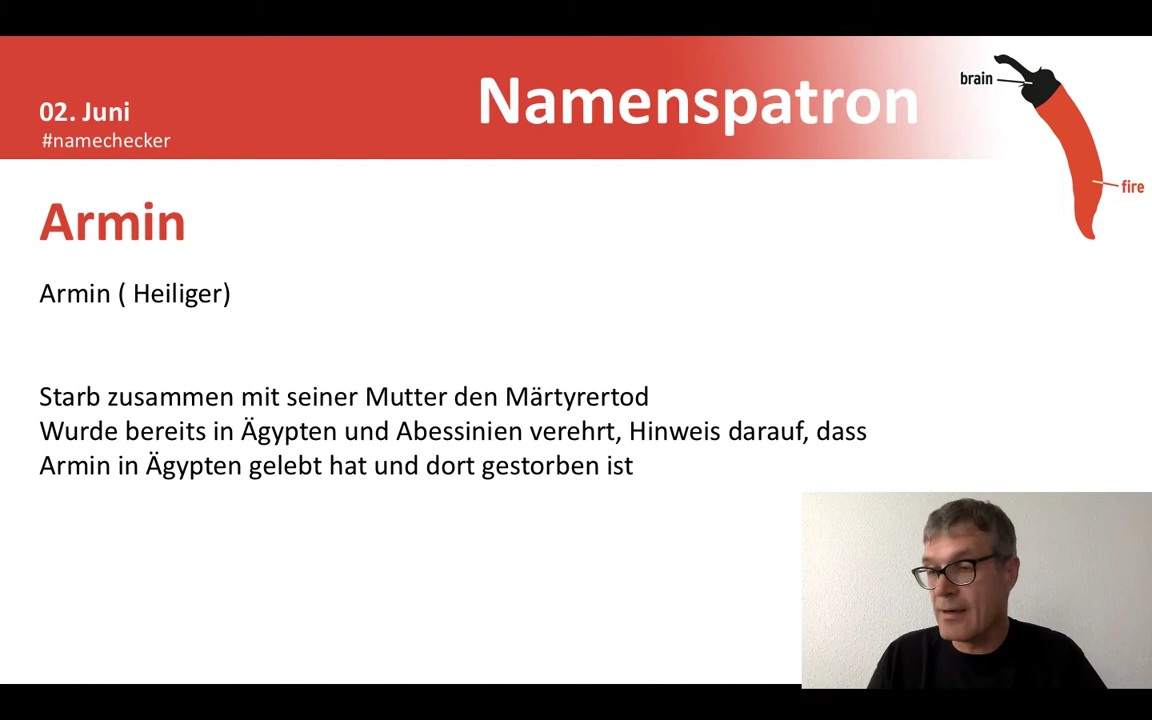 02. Juni
#namechecker
Namenspatron
brain
fire
Armin
Armin ( Heiliger)
Starb zusammen mit seiner Mutter den Märtyrertod
Wurde bereits in Ägypten und Abessinien verehrt, Hinweis darauf, dass
Armin in Ägypten gelebt hat und dort gestorben ist